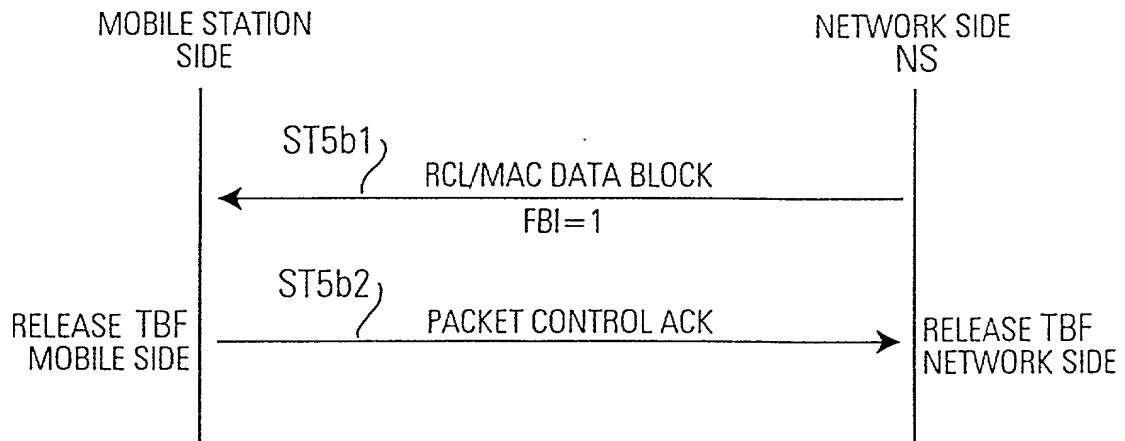 MOBILE STATION
SIDE
NETWORK SIDE
NS
ST5b1
RCL/MAC DATA BLOCK
FBI=1
ST5b2
PACKET CONTROL ACK
RELEASE TBF
MOBILE SIDE
RELEASE TBF
NETWORK SIDE